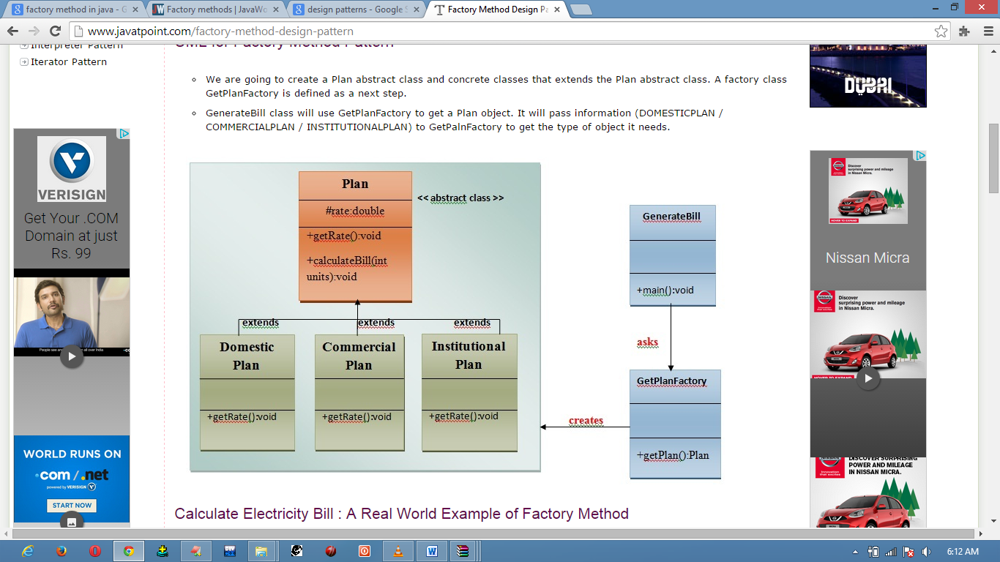 factory method in java - G
Factory methods | JavaWo
design patterns - Google S
Factory Method Design Pa
www.javatpoint.com/factory-method-design-pattern
Interpreter Pattern
Iterator Pattern
UML for Factory Method Pattern
We are going to create a Plan abstract class and concrete classes that extends the Plan abstract class. A factory class
GetPlanFactory is defined as a next step.
GenerateBill class will use GetPlanFactory to get a Plan object. It will pass information (DOMESTICPLAN /
COMMERCIALPLAN / INSTITUTIONALPLAN) to GetPalnFactory to get the type of object it needs.
Plan
<< abstract class >>
#rate:double
+getRate():void
+calculateBill(int
units):void
extends
extends
extends
Domestic
Plan
+getRate():void
Commercial
Plan
+getRate():void
Institutional
Plan
+getRate():void
GenerateBill
+main():void
asks
GetPlanFactory
+getPlan():Plan
creates
Calculate Electricity Bill : A Real World Example of Factory Method
VERISIGN
Get Your .COM
Domain at just
Rs. 99
WORLD RUNS ON
.com/.net
powered by VERISIGN
START NOW
DUBAI
Discover
surprising power and mileage
in Nissan Micra.
HOVER TO EXPAND
Nissan Micra
Discover
surprising power and mileage
in Nissan Micra.
HOVER TO EXPAND
DISCOVER SURPRISING
POWER AND MILEAGE
IN NISSAN MICRA.
6:12 AM